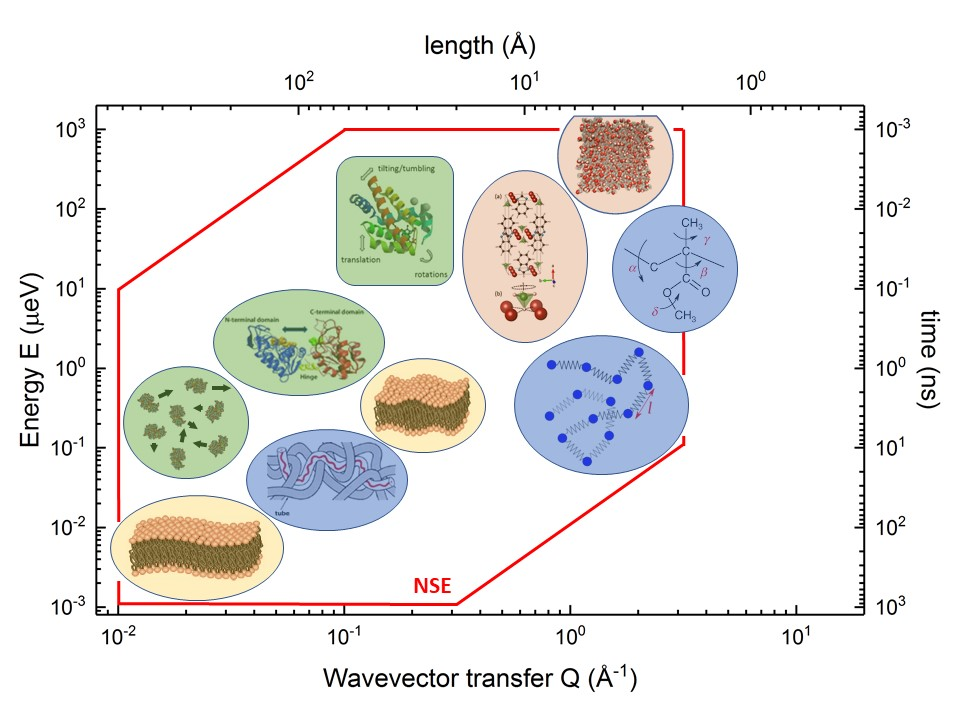 length (Å)
10² 10¹ 10⁰
10³
10²
10¹
10⁰
10⁻¹
10⁻²
10⁻³
Energy E (μeV)
10⁻³
10⁻²
10⁻¹
10⁰
10¹
10²
10³
time (ns)
tilting/tumbling
translation
rotations
(a)
(b)
CH₃
γ
α
C
C
β
C
O
O
δ
CH₃
N-terminal domain
C-terminal domain
Hinge
l
tube
NSE
10⁻² 10⁻¹ 10⁰ 10¹
Wavevector transfer Q (Å⁻¹)